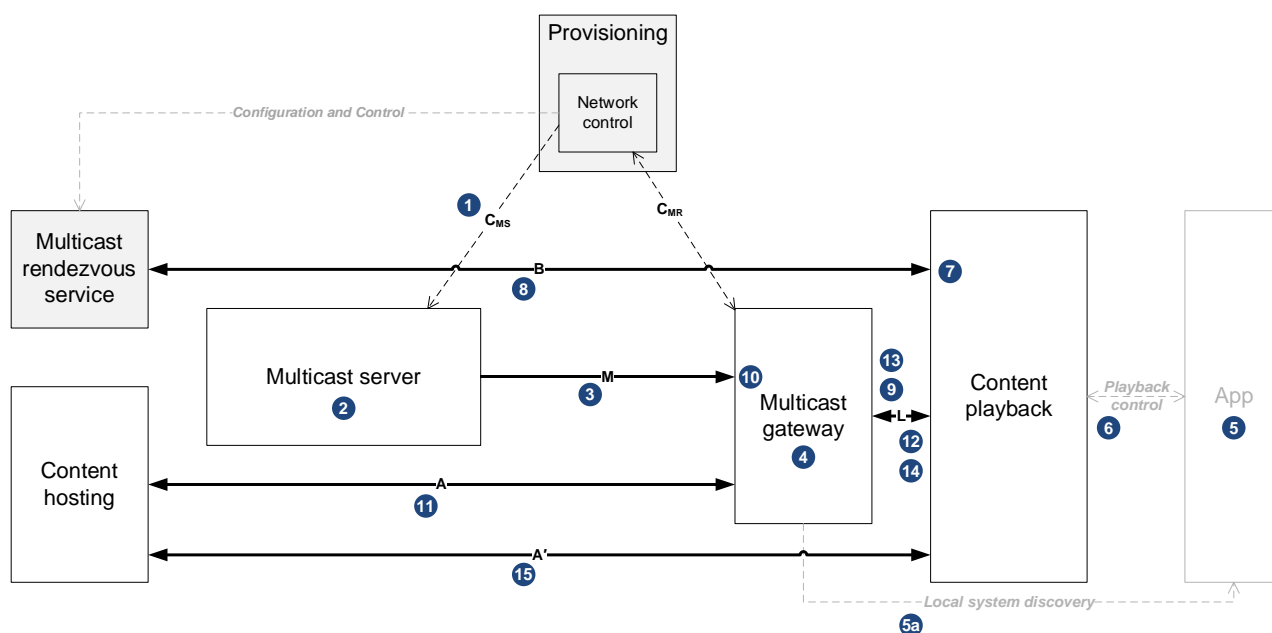 Provisioning
Network
control
Configuration and Control
1
CMS
CMR
Multicast
rendezvous
service
B
8
7
Multicast server
2
M
3
10
Multicast
gateway
4
13
9
L
12
14
Content
playback
Playback
control
6
App
5
Content
hosting
A
11
A'
15
Local system discovery
5a